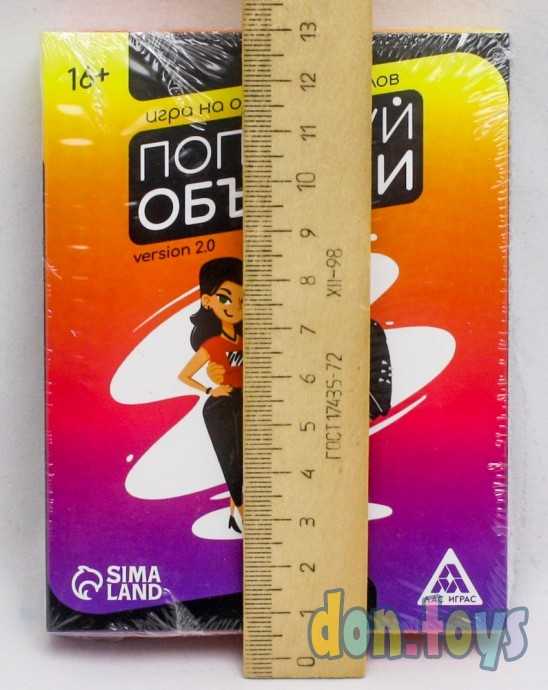 16+
игра на о лов
ПОП УЙ
ОБЪ И
version 2.0
13
12
11
10
9
8
7
6
5
4
3
2
1
0
XII-98
ГОСТ 17435-72
SIMA
LAND
ЛАС ИГРАС
don.toys